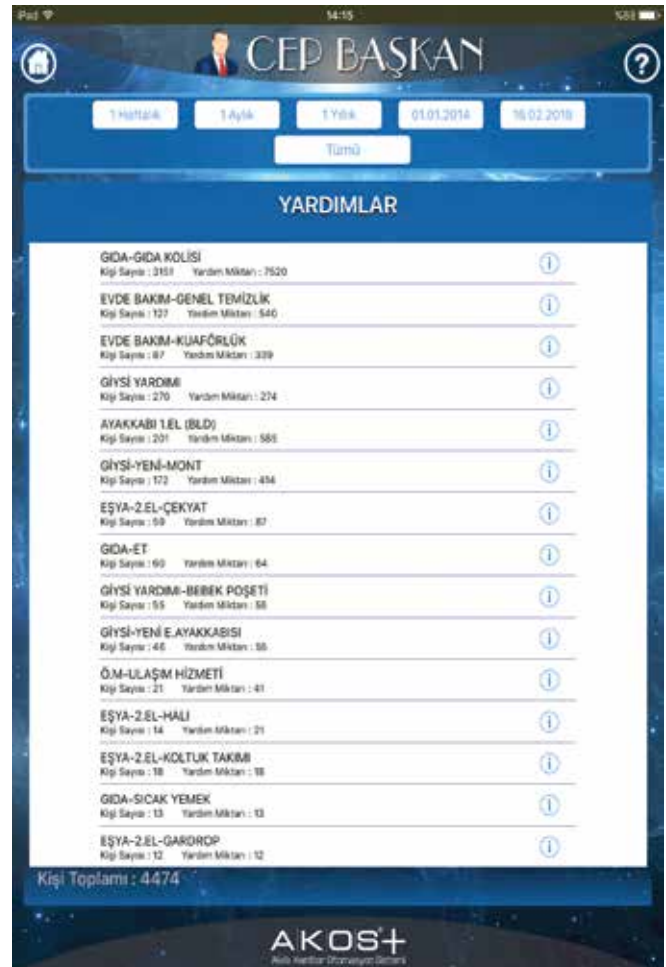 iPad 14:15 %88
CEP BAŞKAN
?
1 Haftalık 1 Aylık 1 Yıllık 01.01.2014 16.02.2016
Tümü
YARDIMLAR
GIDA-GIDA KOLİSİ
Kişi Sayısı : 3151 Yardım Miktarı : 7520
EVDE BAKIM-GENEL TEMİZLİK
Kişi Sayısı : 127 Yardım Miktarı : 540
EVDE BAKIM-KUAFÖRLÜK
Kişi Sayısı : 87 Yardım Miktarı : 339
GİYSİ YARDIMI
Kişi Sayısı : 270 Yardım Miktarı : 274
AYAKKABI 1.EL (BLD)
Kişi Sayısı : 201 Yardım Miktarı : 585
GİYSİ-YENİ-MONT
Kişi Sayısı : 172 Yardım Miktarı : 414
EŞYA-2.EL-ÇEKYAT
Kişi Sayısı : 59 Yardım Miktarı : 87
GIDA-ET
Kişi Sayısı : 60 Yardım Miktarı : 64
GİYSİ YARDIMI-BEBEK POŞETİ
Kişi Sayısı : 55 Yardım Miktarı : 58
GİYSİ-YENİ E.AYAKKABISI
Kişi Sayısı : 46 Yardım Miktarı :
Ö.M-ULAŞIM HİZMETİ
Kişi Sayısı : 21 Yardım Miktarı : 41
EŞYA-2.EL-HALI
Kişi Sayısı : 14 Yardım Miktarı : 21
EŞYA-2.EL-KOLTUK TAKIMI
Kişi Sayısı : 18 Yardım Miktarı : 18
GIDA-SICAK YEMEK
Kişi Sayısı : 13 Yardım Miktarı : 13
EŞYA-2.EL-GARDROP
Kişi Sayısı : 12 Yardım Miktarı : 12
Kişi Toplamı : 4474
AKOS+
Akıllı Kentler Otomasyon Sistemi